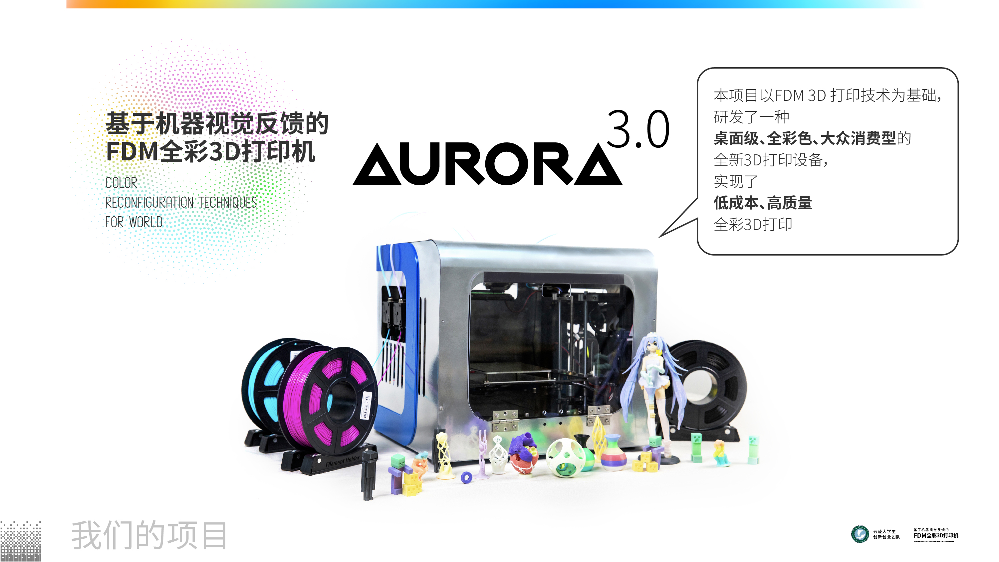 基于机器视觉反馈的
FDM全彩3D打印机
COLOR
RECONFIGURATION TECHNIQUES
FOR WORLD
AURORA 3.0
本项目以FDM 3D 打印技术为基础，
研发了一种
桌面级、全彩色、大众消费型的
全新3D打印设备，
实现了
低成本、高质量
全彩3D打印
Filament Holder
我们的项目
云迹大学生
创新创业团队
基于机器视觉反馈的
FDM全彩3D打印机